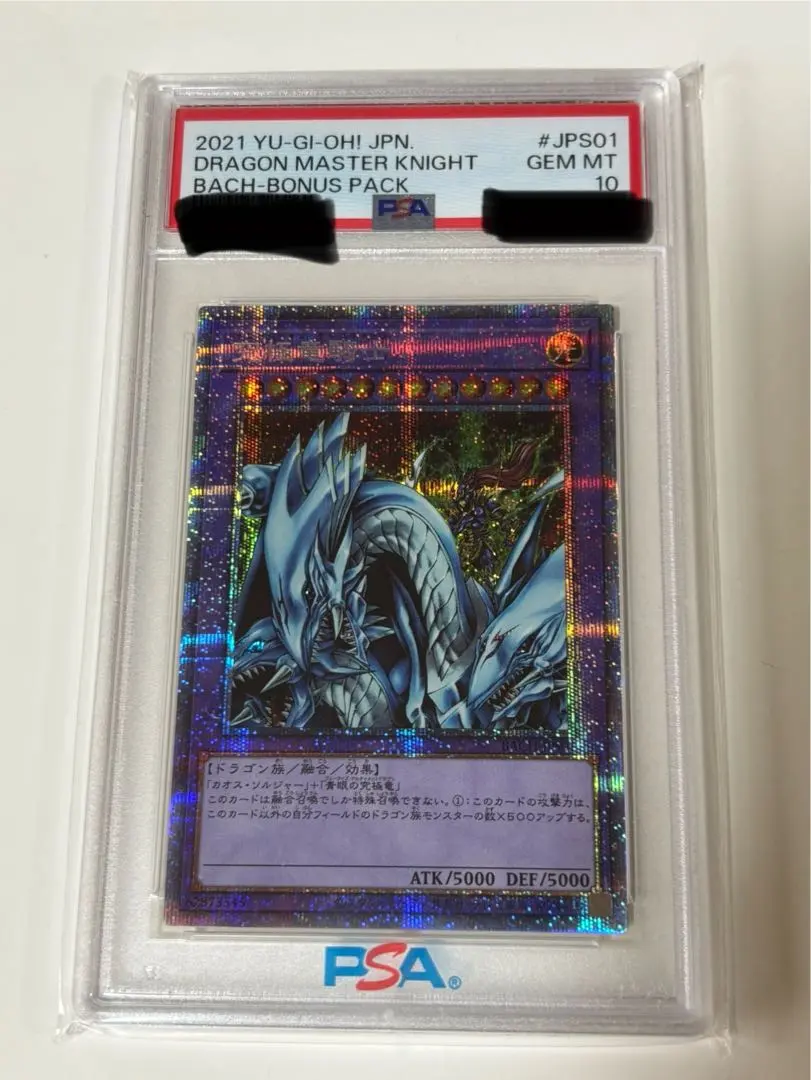 2021 YU-GI-OH! JPN. #JPS01
DRAGON MASTER KNIGHT GEM MT
BACH-BONUS PACK 10
PSA
光
【ドラゴン族／融合／効果】
「カオス・ソルジャー」+「青眼の究極竜」
このカードは融合召喚でしか特殊召喚できない。①：このカードの攻撃力は、
このカード以外の自分フィールドのドラゴン族モンスターの数×500アップする。
ATK/5000 DEF/5000
PSA®